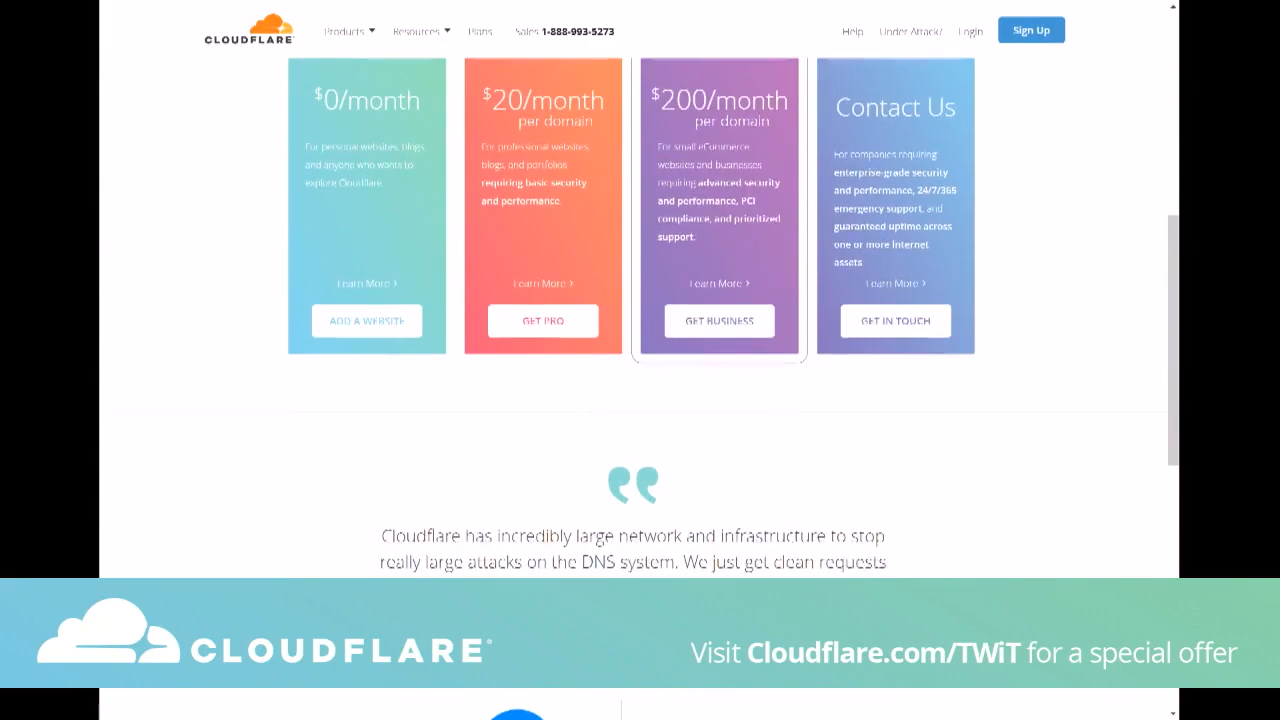 CLOUDFLARE
Products Resources Plans Sales 1-888-993-5273 Help Under Attack? Login Sign Up
$0/month
For personal websites, blogs,
and anyone who wants to
explore Cloudflare.
Learn More >
ADD A WEBSITE
$20/month
per domain
For professional websites,
blogs, and portfolios
requiring basic security
and performance.
Learn More >
GET PRO
$200/month
per domain
For small eCommerce
websites and businesses
requiring advanced security
and performance, PCI
compliance, and prioritized
support.
Learn More >
GET BUSINESS
Contact Us
For companies requiring
enterprise-grade security
and performance, 24/7/365
emergency support, and
guaranteed uptime across
one or more Internet
assets.
Learn More >
GET IN TOUCH
Cloudflare has incredibly large network and infrastructure to stop
really large attacks on the DNS system. We just get clean requests
CLOUDFLARE®
Visit Cloudflare.com/TWiT for a special offer